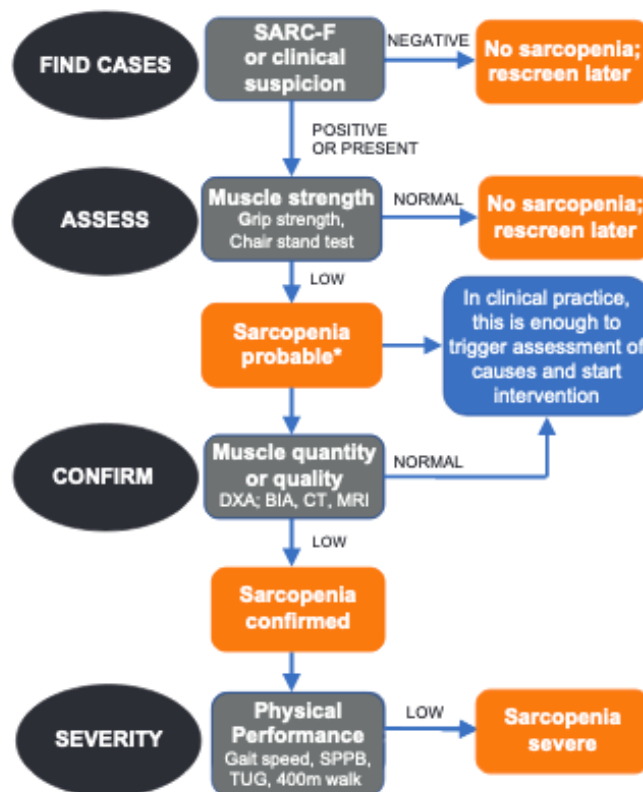 FIND CASES
SARC-F
or clinical
suspicion
NEGATIVE
No sarcopenia;
rescreen later
POSITIVE
OR PRESENT
ASSESS
Muscle strength
Grip strength,
Chair stand test
NORMAL
No sarcopenia;
rescreen later
LOW
Sarcopenia
probable*
In clinical practice,
this is enough to
trigger assessment of
causes and start
intervention
CONFIRM
Muscle quantity
or quality
DXA; BIA, CT, MRI
NORMAL
LOW
Sarcopenia
confirmed
SEVERITY
Physical
Performance
Gait speed, SPPB,
TUG, 400m walk
LOW
Sarcopenia
severe